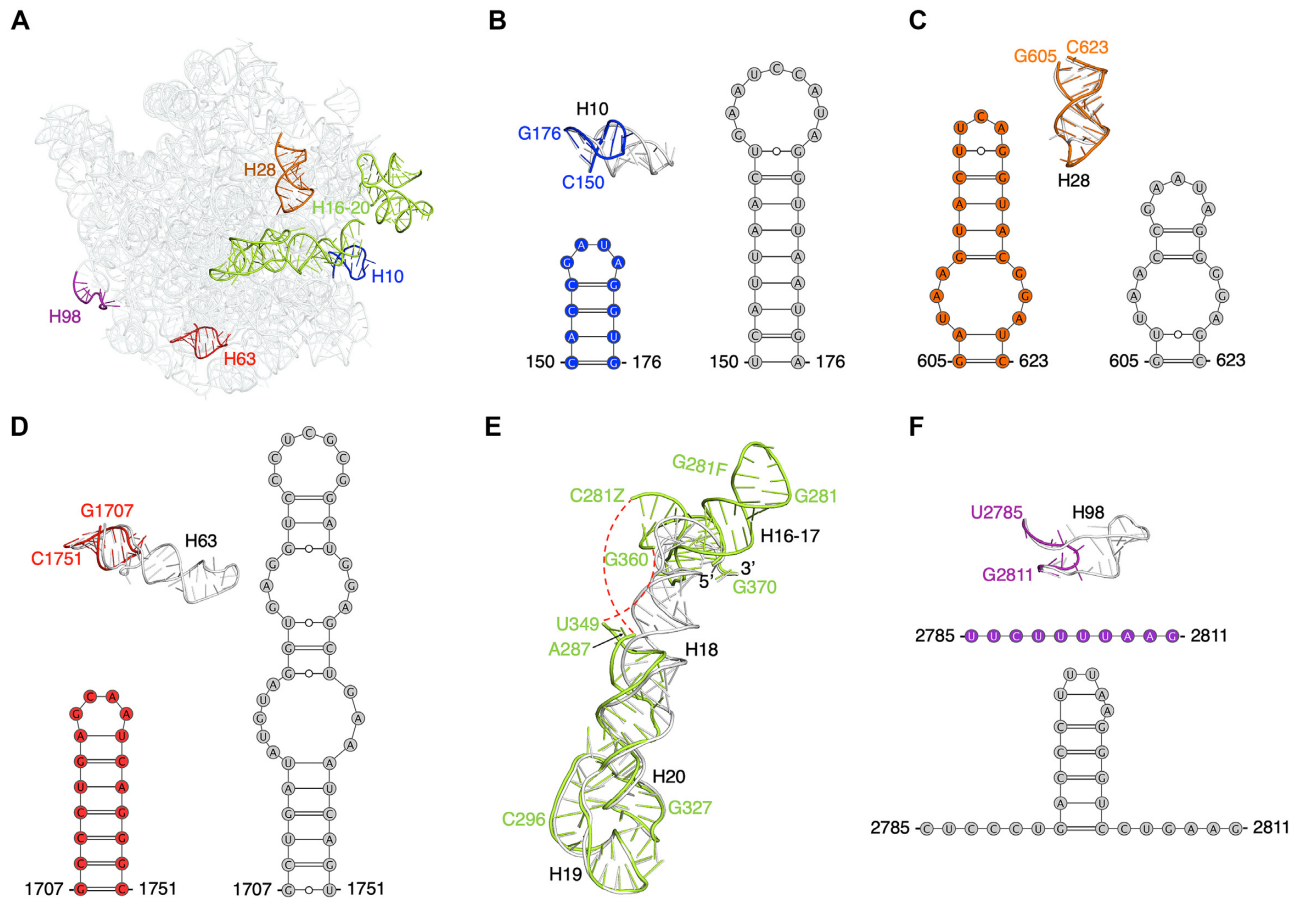 A
H28
H16-20
H10
H98
H63
B
H10
G176
C150
C A C C G A U A G G U G
150 176
U C A U U A A C U G A A U C C A U A G G U U A A U G A
150 176
C
G605 C623
H28
G A U A A G U A C U U C A G G U A C G G A U C
605 623
G U U A A C C G A A U A G G G G A G C
605 623
D
G1707
C1751
H63
G C C C U G A G C A A U C A G G G C
1707 1751
G C U G A U A U G U A G G U G A G G U C C C U C G C G G A U G G A G C U G A A A U C A G U
1707 1751
E
G281F
C281Z
G281
H16-17
G360
5'
3'
G370
U349
A287
H18
H20
C296
G327
H19
F
U2785
H98
G2811
2785 U U C U U U U A A G 2811
U U U A A
C C C A G G G U
2785 C U C C C U G C C U G A A G 2811